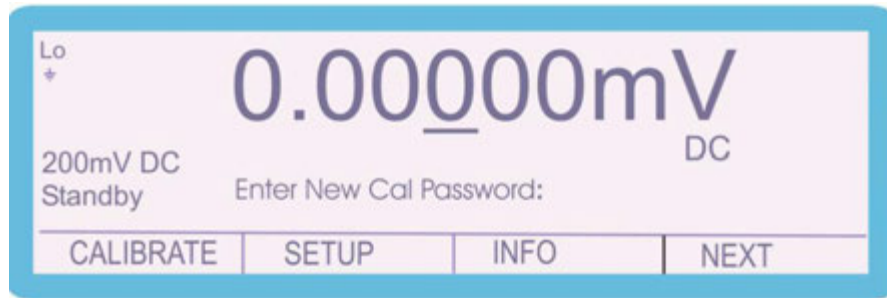 Lo
0.00000mV
DC
200mV DC
Standby
Enter New Cal Password:
CALIBRATE SETUP INFO NEXT